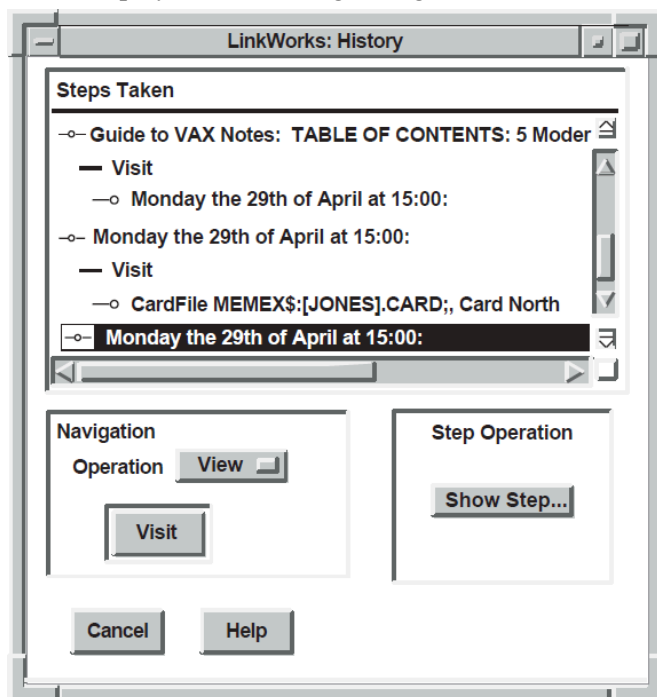 LinkWorks: History
Steps Taken
Guide to VAX Notes: TABLE OF CONTENTS: 5 Moder
Visit
Monday the 29th of April at 15:00:
Monday the 29th of April at 15:00:
Visit
CardFile MEMEX$:[JONES].CARD;, Card North
Monday the 29th of April at 15:00:
Navigation
Operation View
Visit
Step Operation
Show Step...
Cancel Help